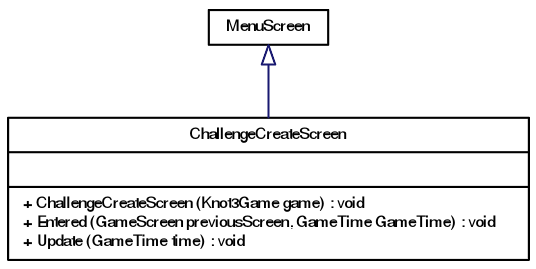 MenuScreen
ChallengeCreateScreen
+ ChallengeCreateScreen (Knot3Game game) : void
+ Entered (GameScreen previousScreen, GameTime GameTime) : void
+ Update (GameTime time) : void